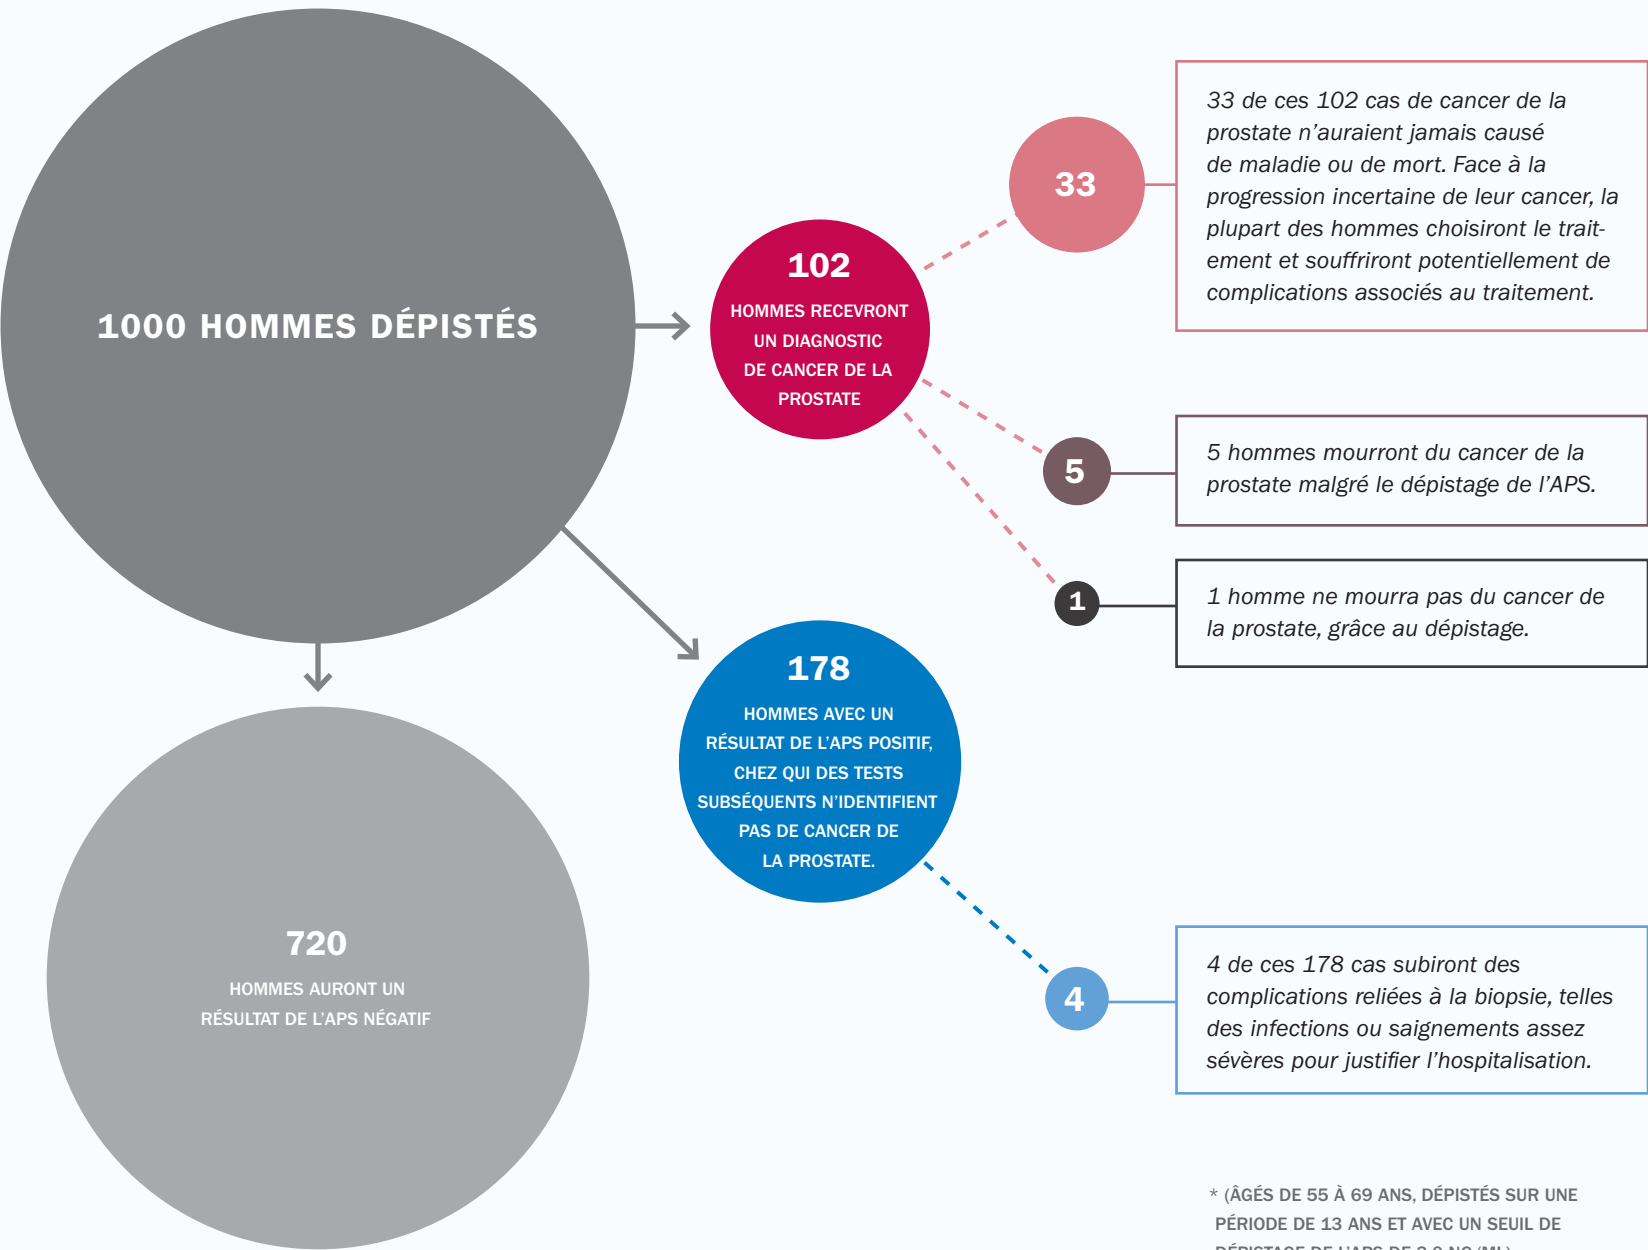 1000 HOMMES DÉPISTÉS
102
HOMMES RECEVRONT
UN DIAGNOSTIC
DE CANCER DE LA
PROSTATE
33
33 de ces 102 cas de cancer de la
prostate n'auraient jamais causé
de maladie ou de mort. Face à la
progression incertaine de leur cancer, la
plupart des hommes choisiront le trait-
ement et souffriront potentiellement de
complications associés au traitement.
5
5 hommes mourront du cancer de la
prostate malgré le dépistage de l'APS.
1
1 homme ne mourra pas du cancer de
la prostate, grâce au dépistage.
178
HOMMES AVEC UN
RÉSULTAT DE L'APS POSITIF,
CHEZ QUI DES TESTS
SUBSÉQUENTS N'IDENTIFIENT
PAS DE CANCER DE
LA PROSTATE.
4
4 de ces 178 cas subiront des
complications reliées à la biopsie, telles
des infections ou saignements assez
sévères pour justifier l'hospitalisation.
720
HOMMES AURONT UN
RÉSULTAT DE L'APS NÉGATIF
* (ÂGÉS DE 55 À 69 ANS, DÉPISTÉS SUR UNE
PÉRIODE DE 13 ANS ET AVEC UN SEUIL DE
DÉPISTAGE DE L'APS DE